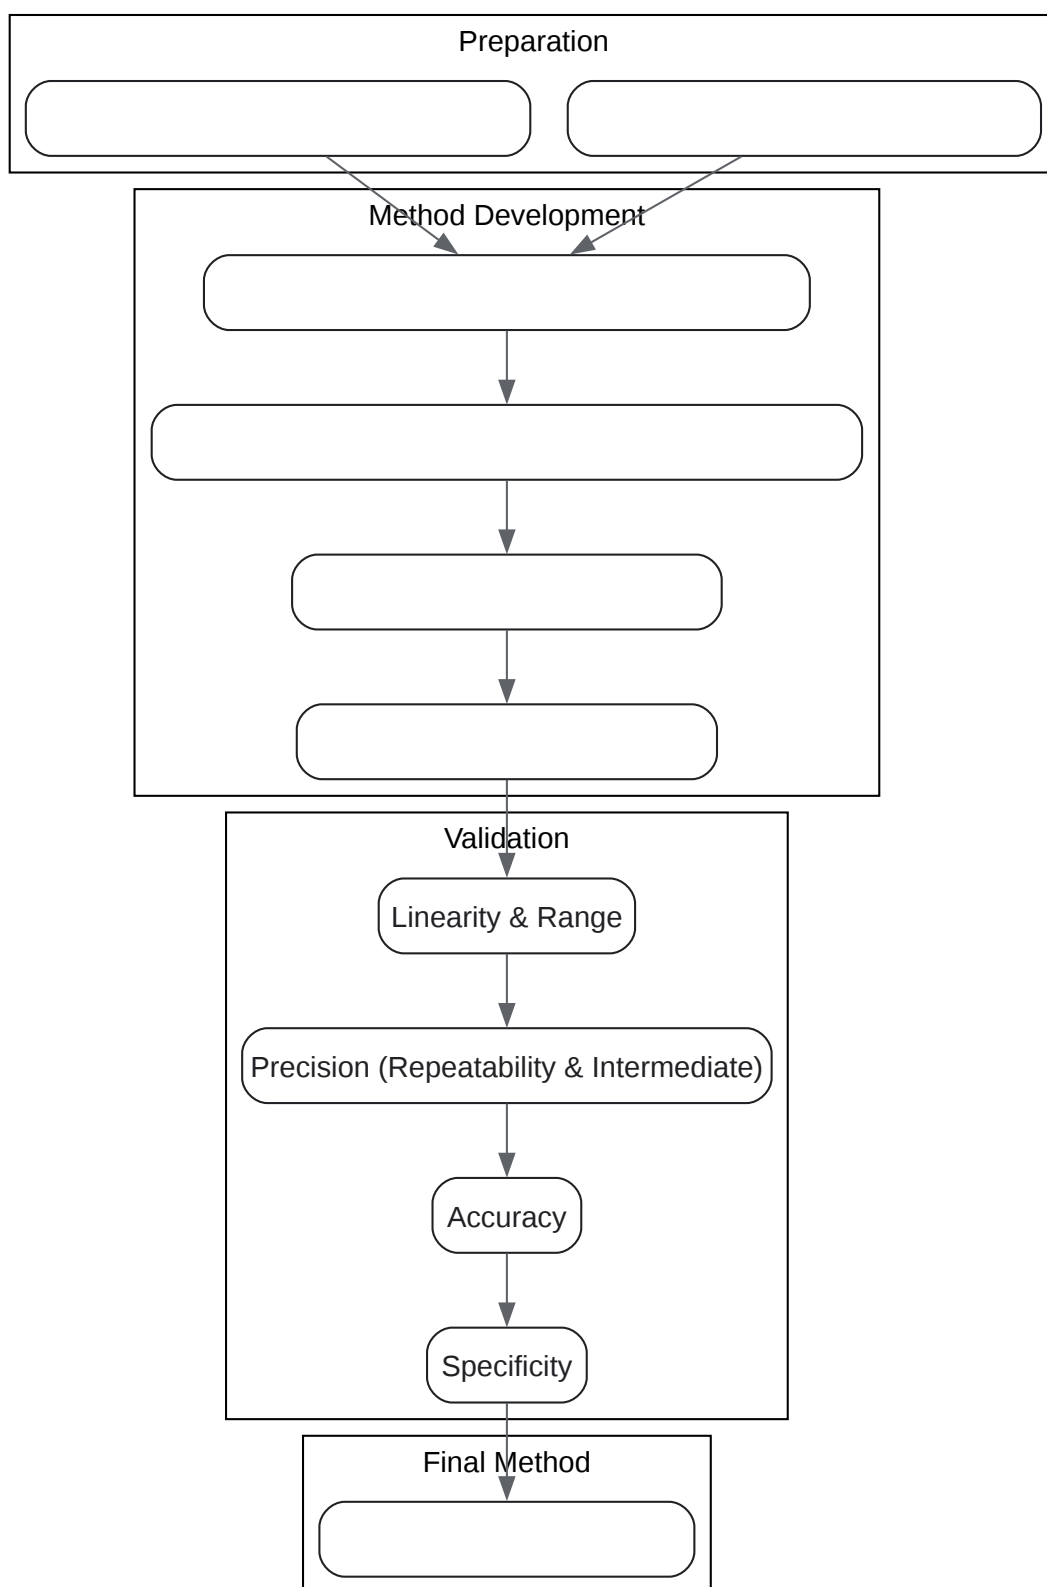 Preparation
Method Development
Validation
Linearity & Range
Precision (Repeatability & Intermediate)
Accuracy
Specificity
Final Method